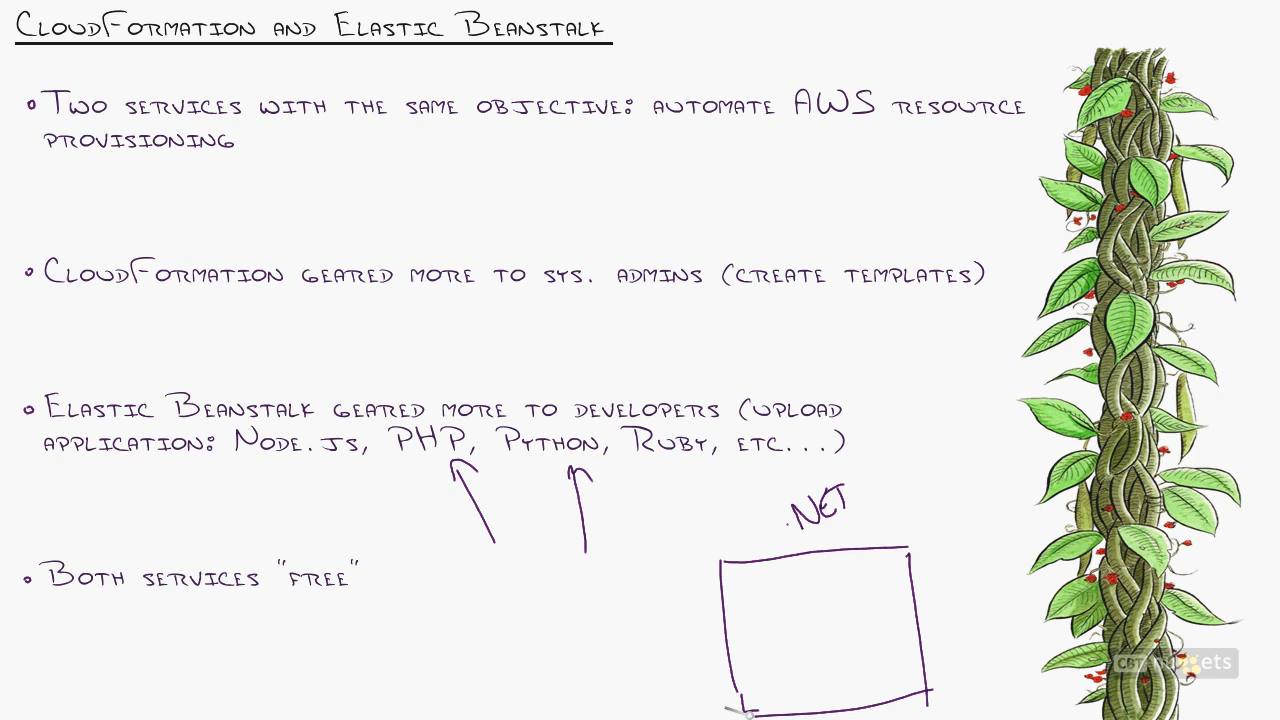 CloudFormation and Elastic Beanstalk
Two services with the same objective: automate AWS resource
provisioning
CloudFormation geared more to sys. admins (create templates)
Elastic Beanstalk geared more to developers (upload
application: Node.js, PHP, Python, Ruby, etc...)
.NET
Both services "free"
CBT nuggets